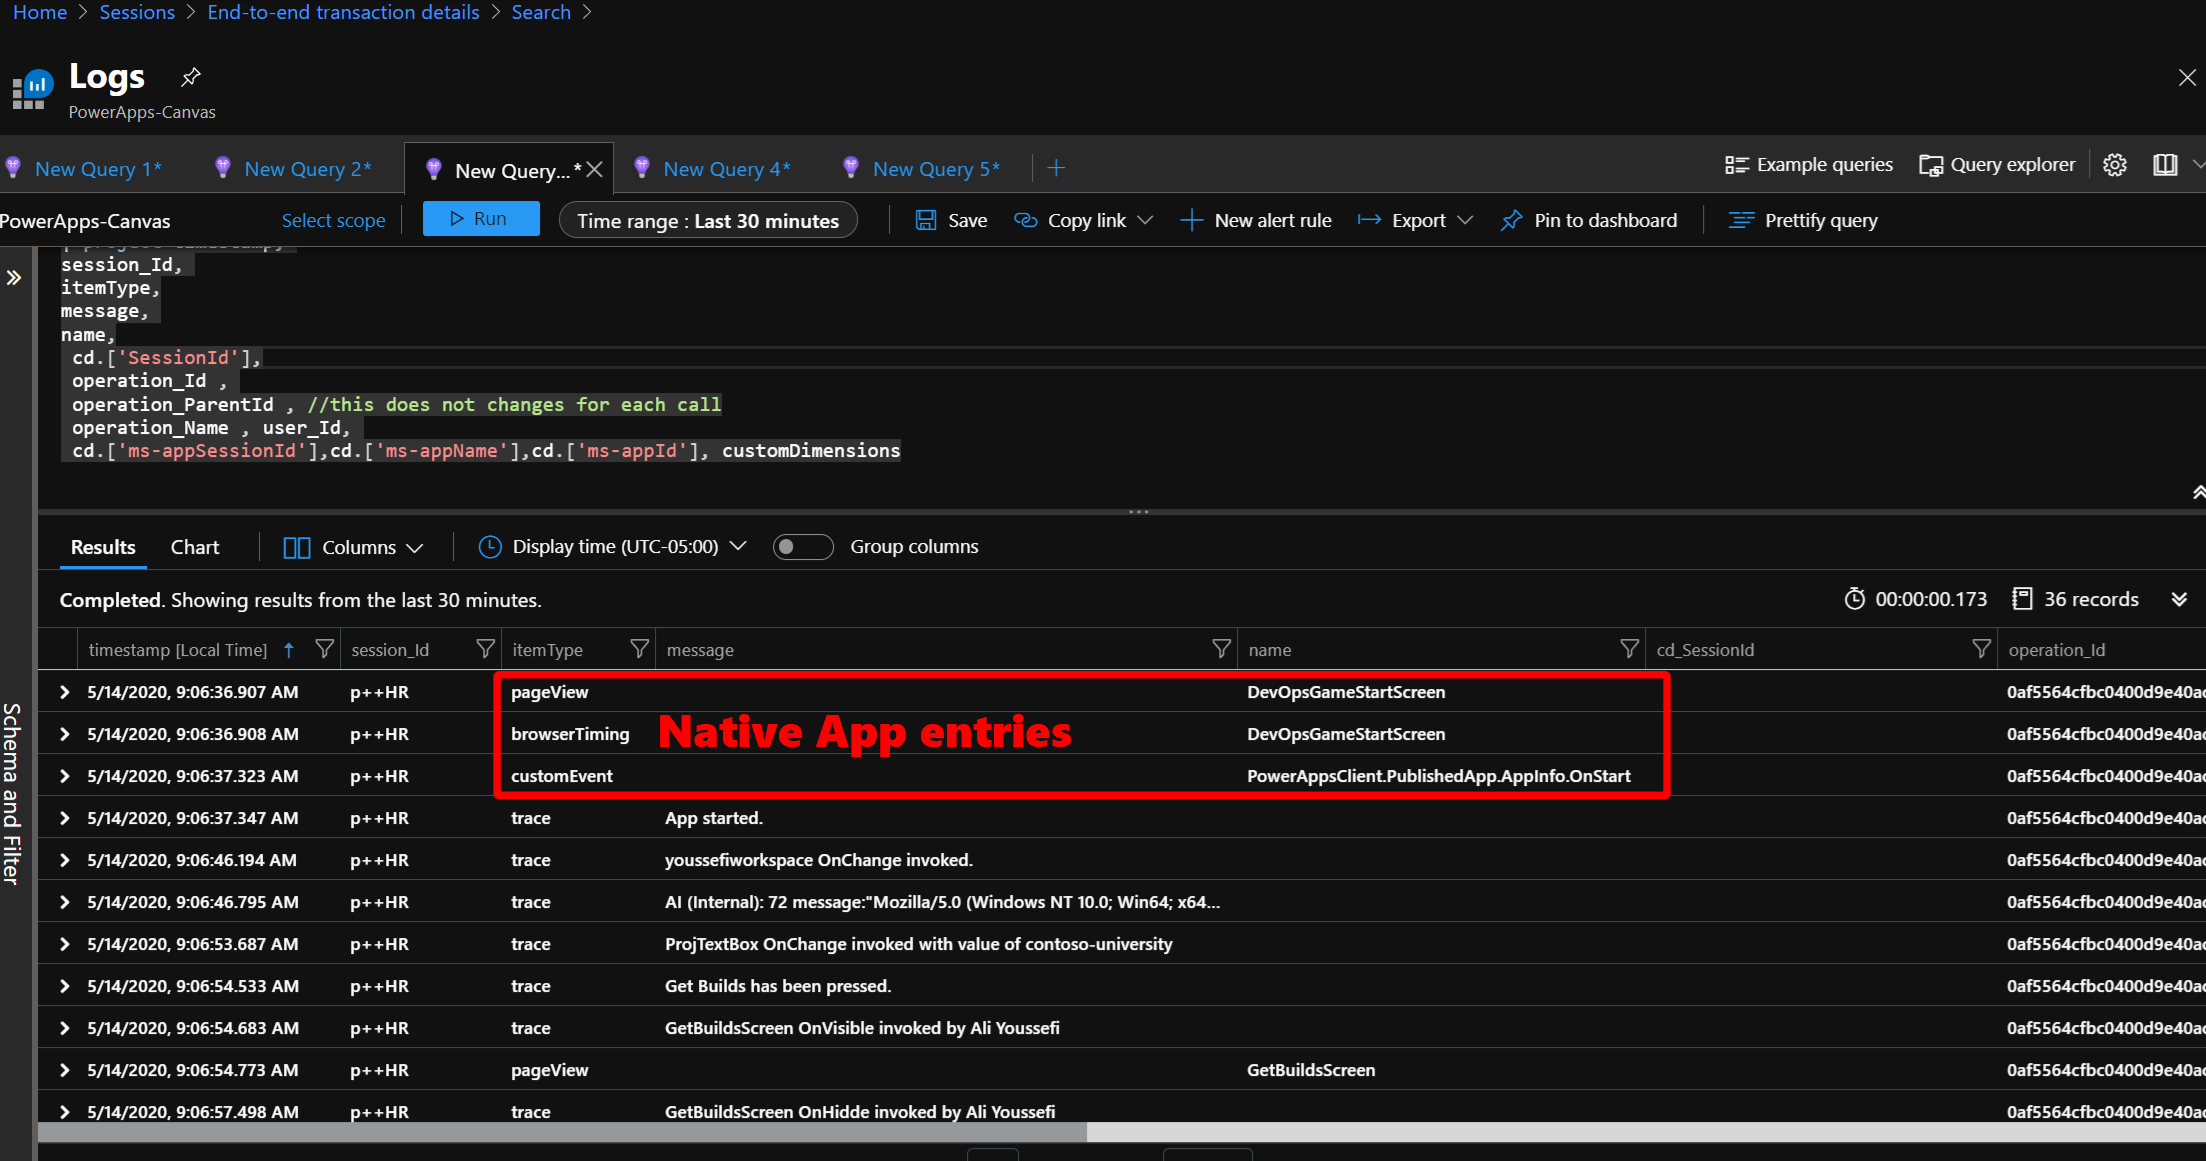 Home > Sessions > End-to-end transaction details > Search >
Logs
PowerApps-Canvas
New Query 1* New Query 2* New Query...* New Query 4* New Query 5* Example queries Query explorer
PowerApps-Canvas Select scope Run Time range : Last 30 minutes Save Copy link New alert rule Export Pin to dashboard Prettify query
session_Id,
itemType,
message,
name,
cd.['SessionId'],
operation_Id ,
operation_ParentId , //this does not changes for each call
operation_Name , user_Id,
cd.['ms-appSessionId'],cd.['ms-appName'],cd.['ms-appId'], customDimensions
Results Chart Columns Display time (UTC-05:00) Group columns
Completed. Showing results from the last 30 minutes. 00:00:00.173 36 records
timestamp [Local Time] session_Id itemType message name cd_SessionId operation_Id
5/14/2020, 9:06:36.907 AM p++HR pageView DevOpsGameStartScreen 0af5564cfbc0400d9e40ac
5/14/2020, 9:06:36.908 AM p++HR browserTiming DevOpsGameStartScreen 0af5564cfbc0400d9e40ac
Native App entries
5/14/2020, 9:06:37.323 AM p++HR customEvent PowerAppsClient.PublishedApp.AppInfo.OnStart 0af5564cfbc0400d9e40ac
5/14/2020, 9:06:37.347 AM p++HR trace App started. 0af5564cfbc0400d9e40ac
5/14/2020, 9:06:46.194 AM p++HR trace youssefiworkspace OnChange invoked. 0af5564cfbc0400d9e40ac
5/14/2020, 9:06:46.795 AM p++HR trace AI (Internal): 72 message:"Mozilla/5.0 (Windows NT 10.0; Win64; x64... 0af5564cfbc0400d9e40ac
5/14/2020, 9:06:53.687 AM p++HR trace ProjTextBox OnChange invoked with value of contoso-university 0af5564cfbc0400d9e40ac
5/14/2020, 9:06:54.533 AM p++HR trace Get Builds has been pressed. 0af5564cfbc0400d9e40ac
5/14/2020, 9:06:54.683 AM p++HR trace GetBuildsScreen OnVisible invoked by Ali Youssefi 0af5564cfbc0400d9e40ac
5/14/2020, 9:06:54.773 AM p++HR pageView GetBuildsScreen 0af5564cfbc0400d9e40ac
5/14/2020, 9:06:57.498 AM p++HR trace GetBuildsScreen OnHidde invoked by Ali Youssefi 0af5564cfbc0400d9e40ac
Schema and Filter